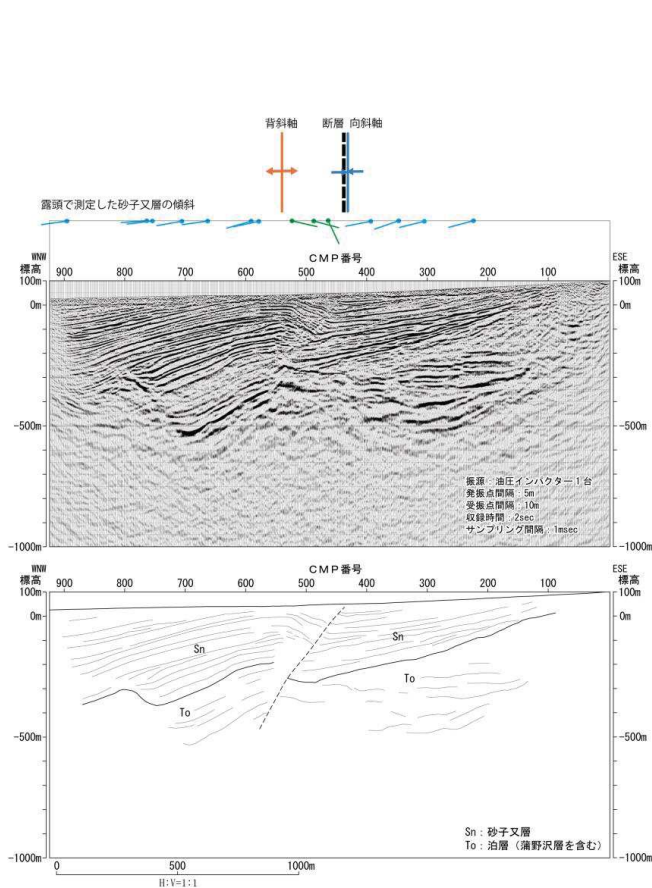 背斜軸 断層 向斜軸
露頭で測定した砂子又層の傾斜
WNW CMP番号 ESE
標高 900 800 700 600 500 400 300 200 100 標高
100m 100m
0m 0m
-500m -500m
振源：油圧インパクター１台
発振点間隔：5m
受振点間隔：10m
収録時間：2sec
サンプリング間隔：1msec
-1000m -1000m
WNW CMP番号 ESE
標高 900 800 700 600 500 400 300 200 100 標高
100m 100m
0m 0m
Sn Sn
To To
-500m -500m
Sn：砂子又層
To：泊層（蒲野沢層を含む）
-1000m -1000m
0 500 1000m
H:V=1:1